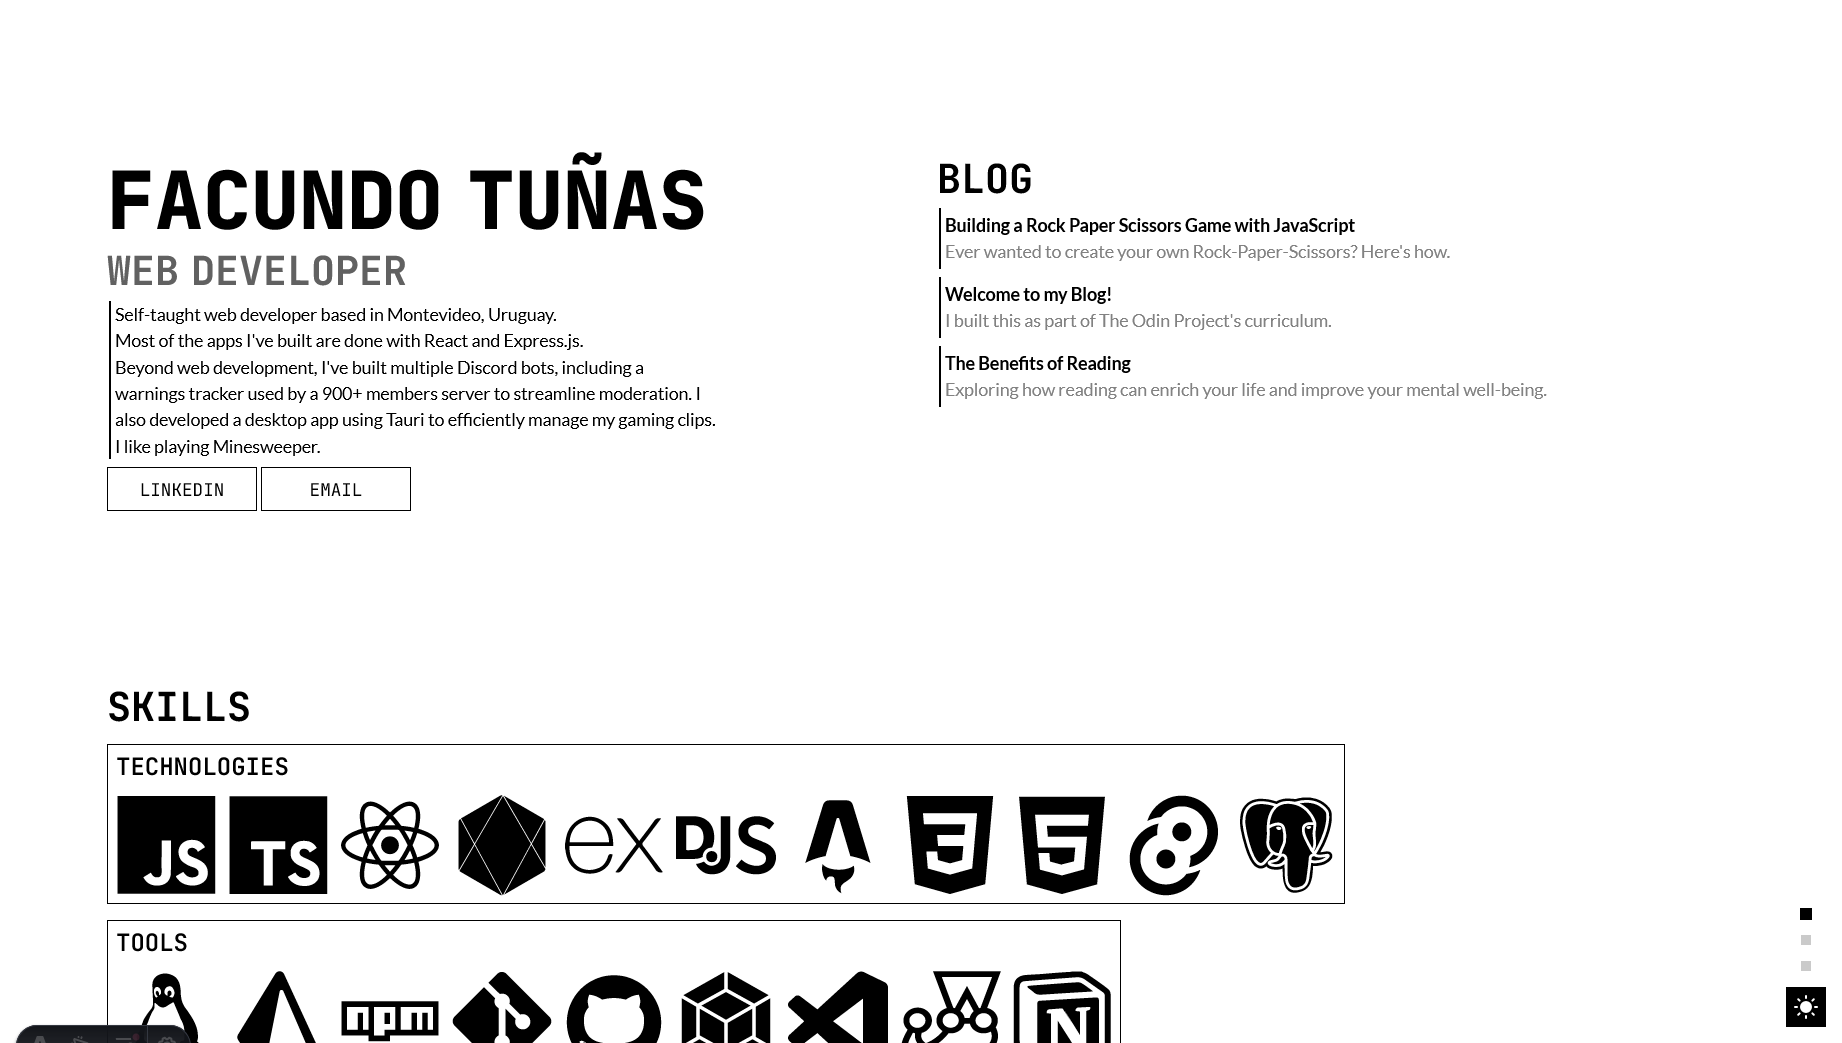 FACUNDO TUÑAS
WEB DEVELOPER
Self-taught web developer based in Montevideo, Uruguay.
Most of the apps I've built are done with React and Express.js.
Beyond web development, I've built multiple Discord bots, including a
warnings tracker used by a 900+ members server to streamline moderation. I
also developed a desktop app using Tauri to efficiently manage my gaming clips.
I like playing Minesweeper.
LINKEDIN
EMAIL
BLOG
Building a Rock Paper Scissors Game with JavaScript
Ever wanted to create your own Rock-Paper-Scissors? Here's how.
Welcome to my Blog!
I built this as part of The Odin Project's curriculum.
The Benefits of Reading
Exploring how reading can enrich your life and improve your mental well-being.
SKILLS
TECHNOLOGIES
JS TS ex DJS 3 5
TOOLS
npm N